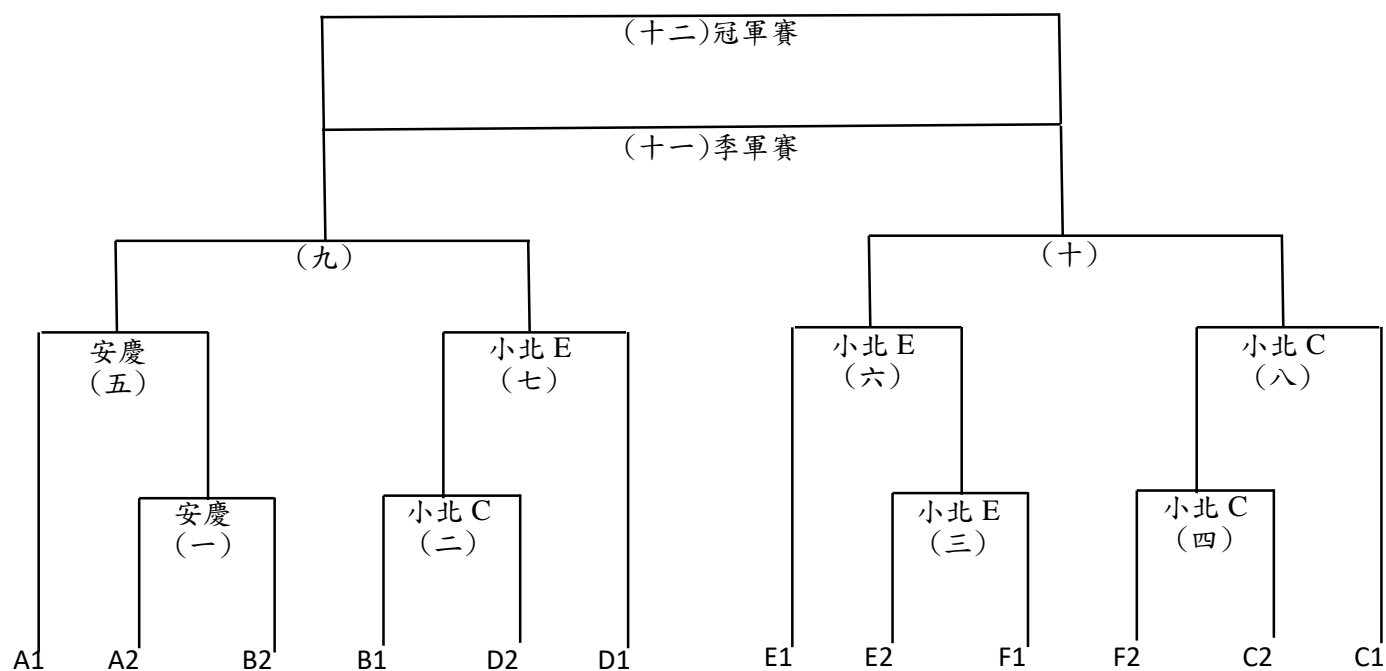 (十二)冠軍賽
(十一)季軍賽
(九)
(十)
安慶
(五)
小北 E
(七)
小北 E
(六)
小北 C
(八)
安慶
(一)
小北 C
(二)
小北 E
(三)
小北 C
(四)
A1 A2 B2 B1 D2 D1 E1 E2 F1 F2 C2 C1